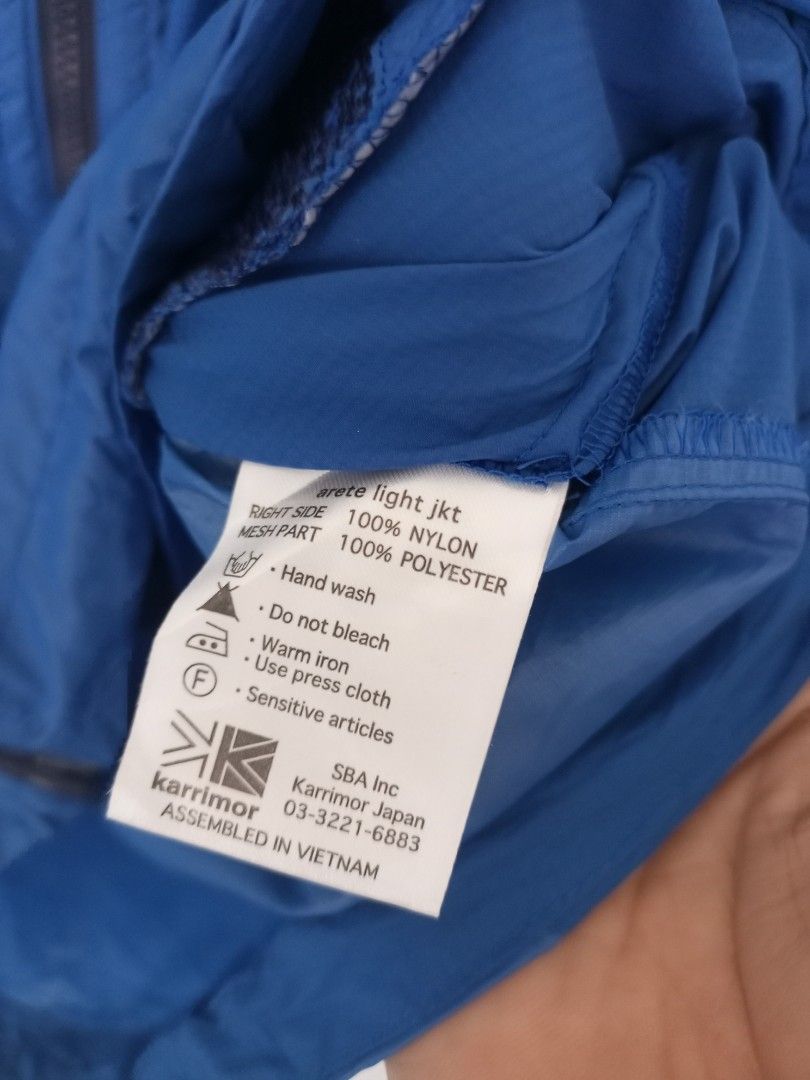 arete light jkt
RIGHT SIDE 100% NYLON
MESH PART 100% POLYESTER
· Hand wash
· Do not bleach
· Warm iron
· Use press cloth
F · Sensitive articles
karrimor
SBA Inc
Karrimor Japan
03-3221-6883
ASSEMBLED IN VIETNAM